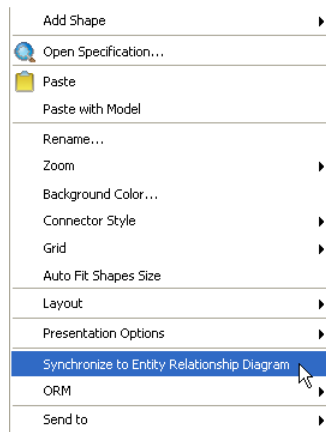 Add Shape
Open Specification...
Paste
Paste with Model
Rename...
Zoom
Background Color...
Connector Style
Grid
Auto Fit Shapes Size
Layout
Presentation Options
Synchronize to Entity Relationship Diagram
ORM
Send to